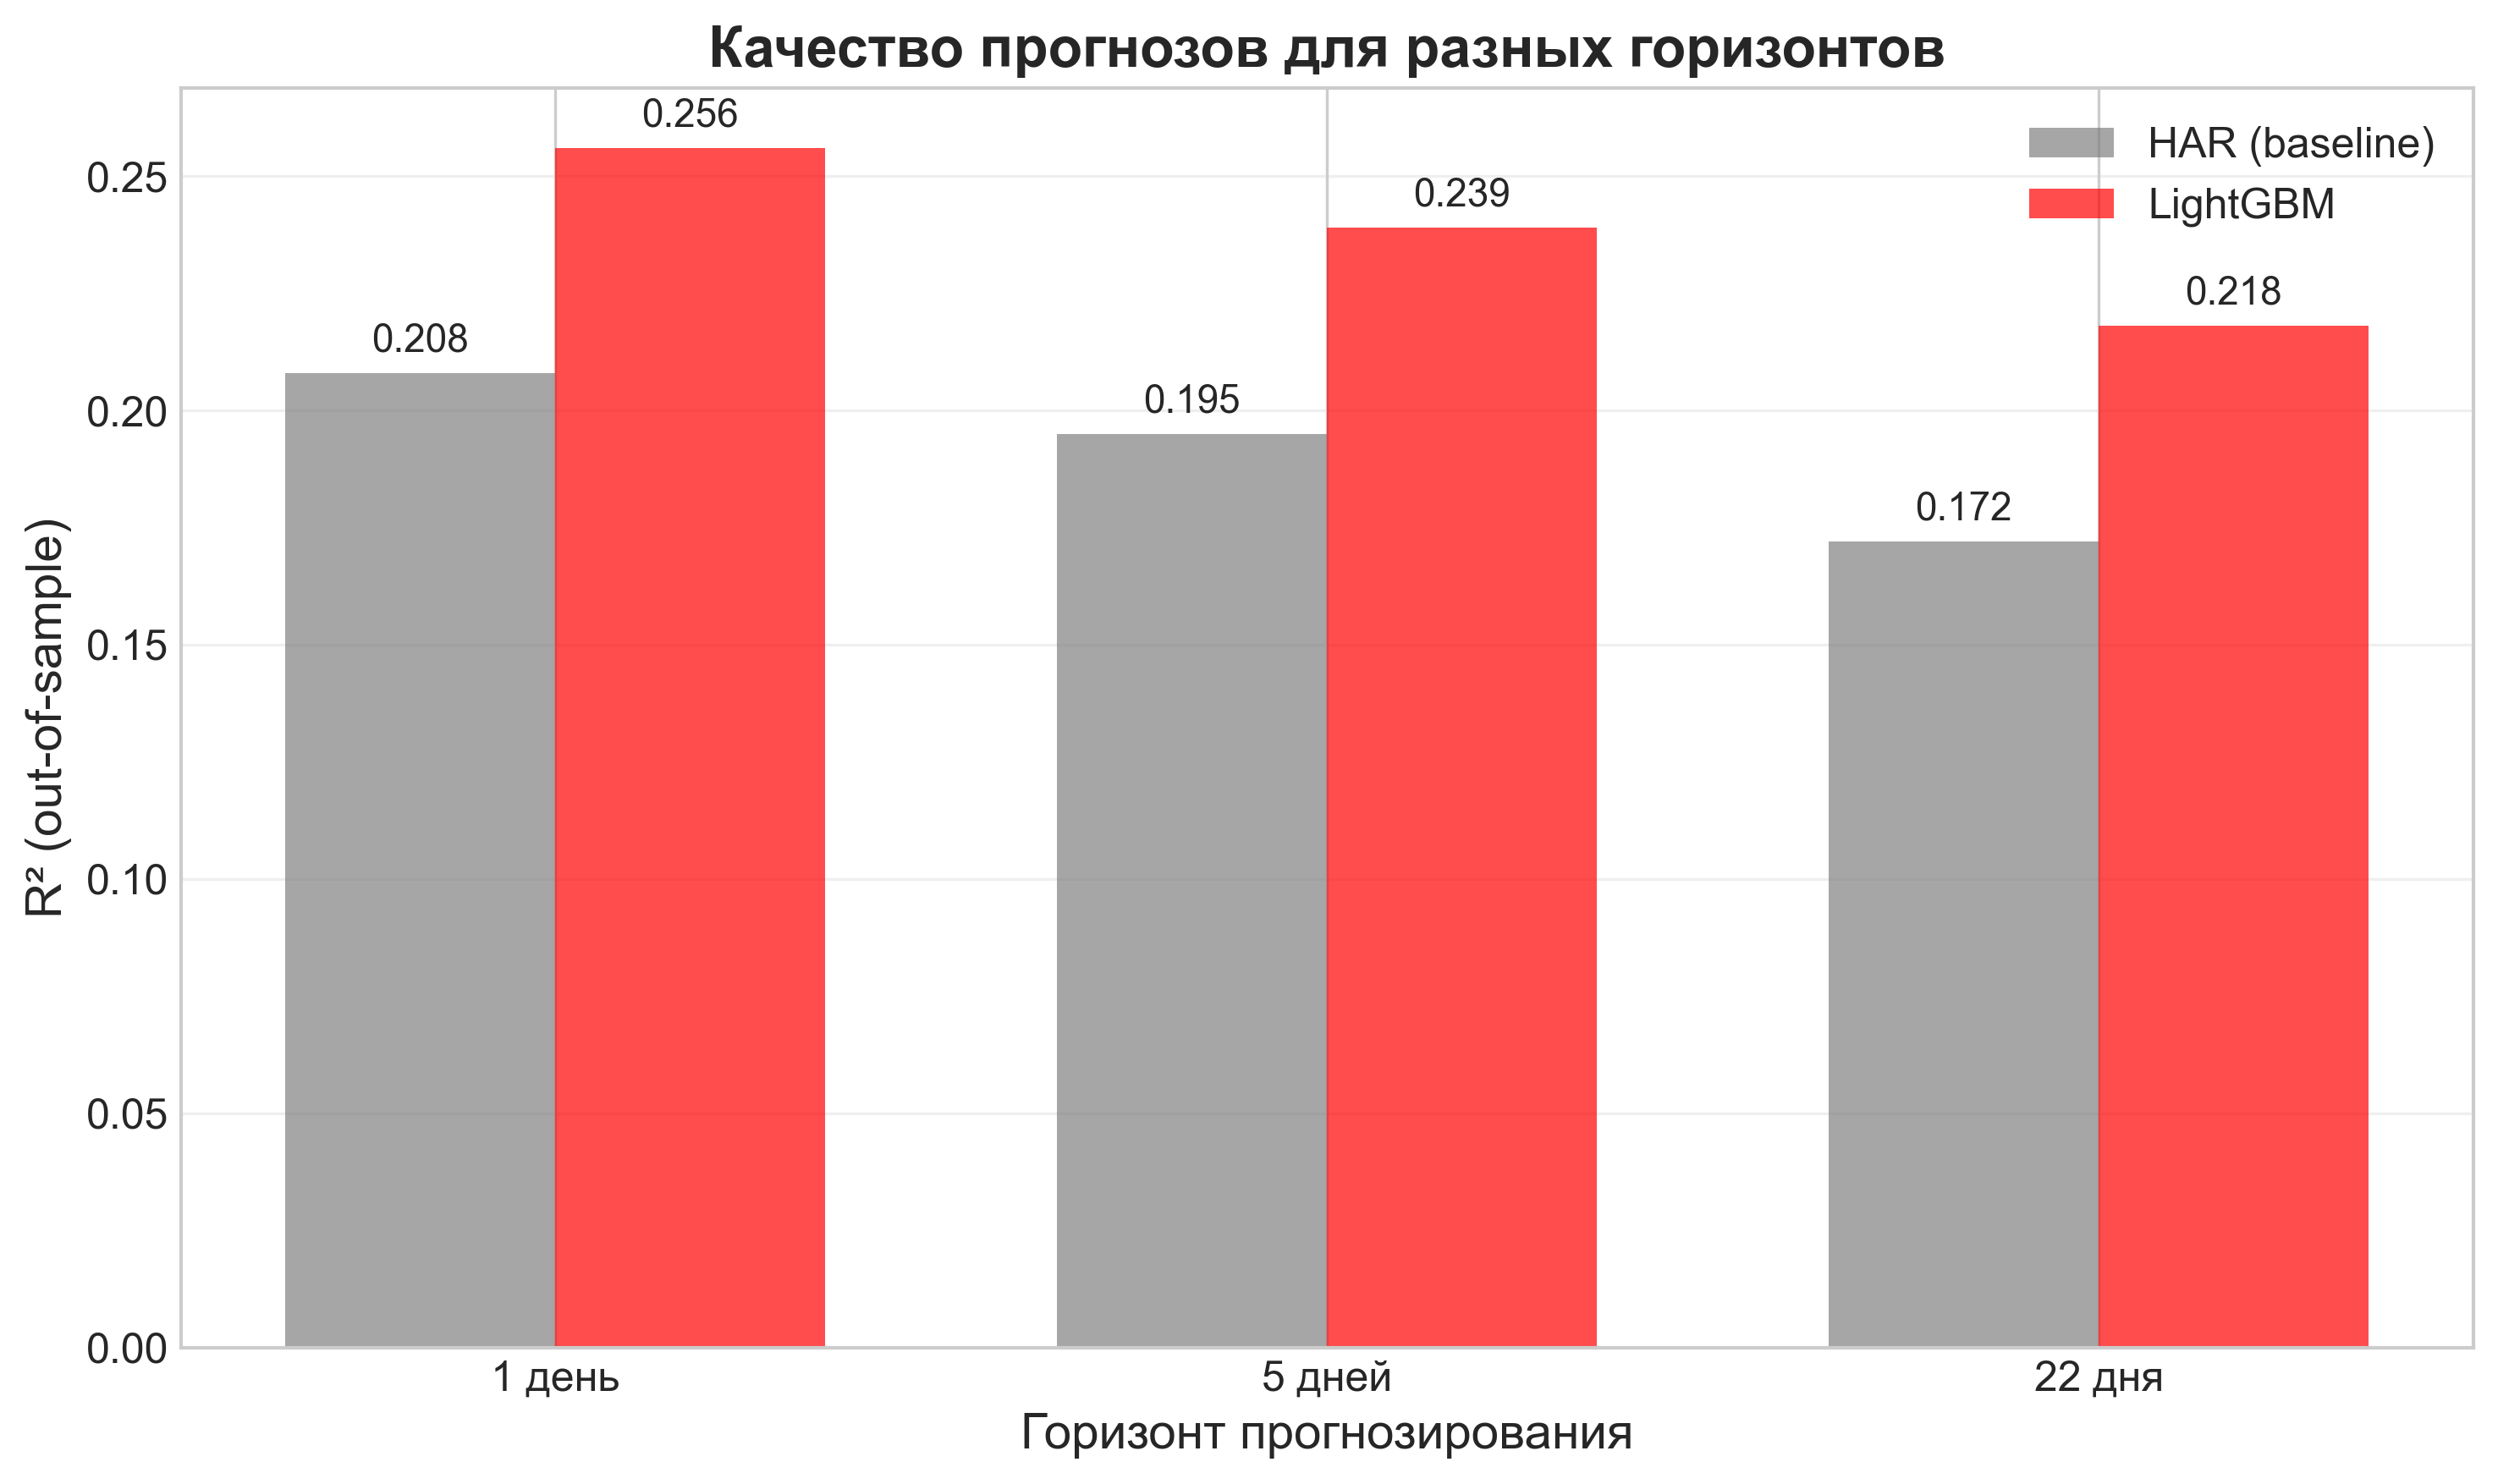 Качество прогнозов для разных горизонтов
HAR (baseline)
LightGBM
R² (out-of-sample)
0.25
0.20
0.15
0.10
0.05
0.00
0.208
0.256
0.195
0.239
0.172
0.218
1 день
5 дней
22 дня
Горизонт прогнозирования